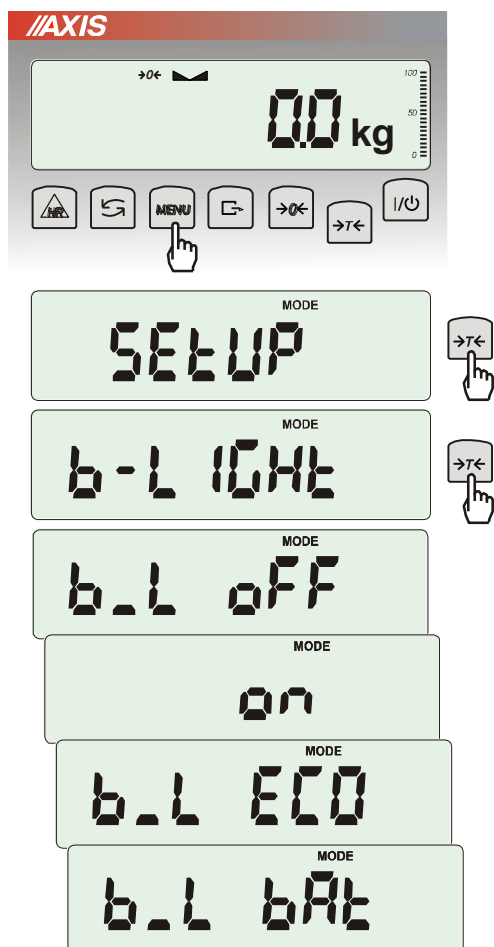 //AXIS
→0←
100
50
0
0.0 kg
HR MENU →0← →T← I/⏻
MODE
SEtUP
→T←
MODE
b-LIGHt
→T←
MODE
b_L oFF
MODE
on
MODE
b_L ECO
MODE
b_L bAt